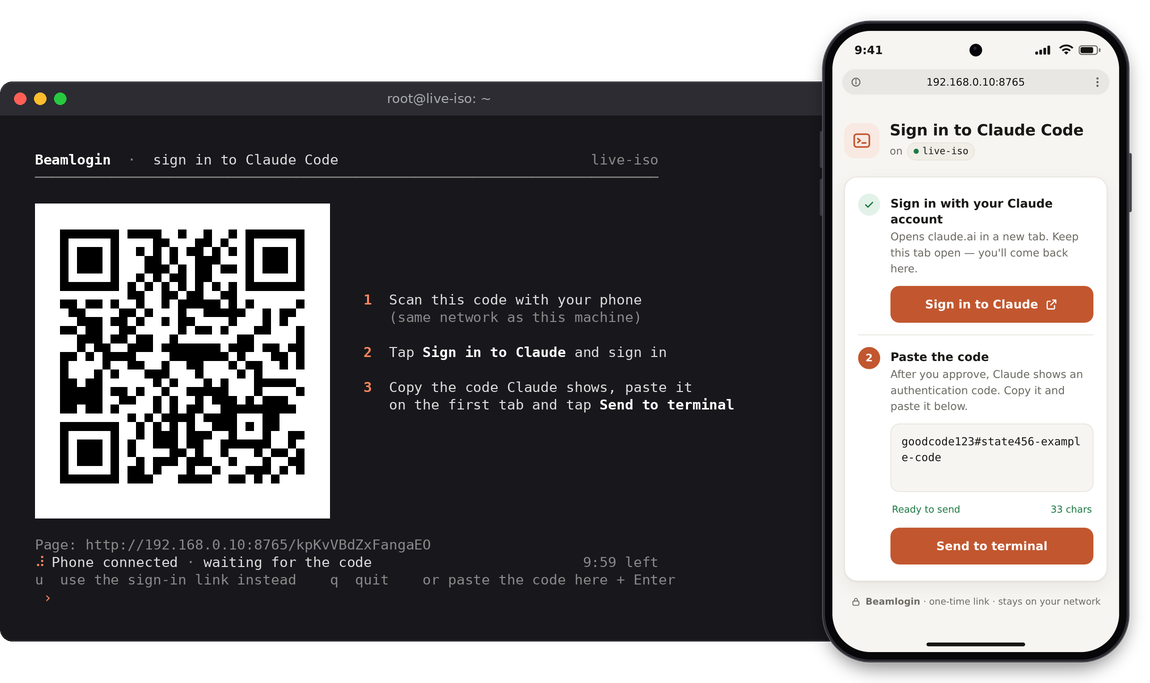 root@live-iso: ~
Beamlogin · sign in to Claude Code live-iso
1 Scan this code with your phone
(same network as this machine)
2 Tap Sign in to Claude and sign in
3 Copy the code Claude shows, paste it
on the first tab and tap Send to terminal
Page: http://192.168.0.10:8765/kpKvVBdZxFangaEO
Phone connected · waiting for the code 9:59 left
u use the sign-in link instead q quit or paste the code here + Enter
›
9:41
192.168.0.10:8765
Sign in to Claude Code
on live-iso
Sign in with your Claude
account
Opens claude.ai in a new tab. Keep
this tab open — you'll come back
here.
Sign in to Claude
2 Paste the code
After you approve, Claude shows an
authentication code. Copy it and
paste it below.
goodcode123#state456-exampl
e-code
Ready to send 33 chars
Send to terminal
Beamlogin · one-time link · stays on your network